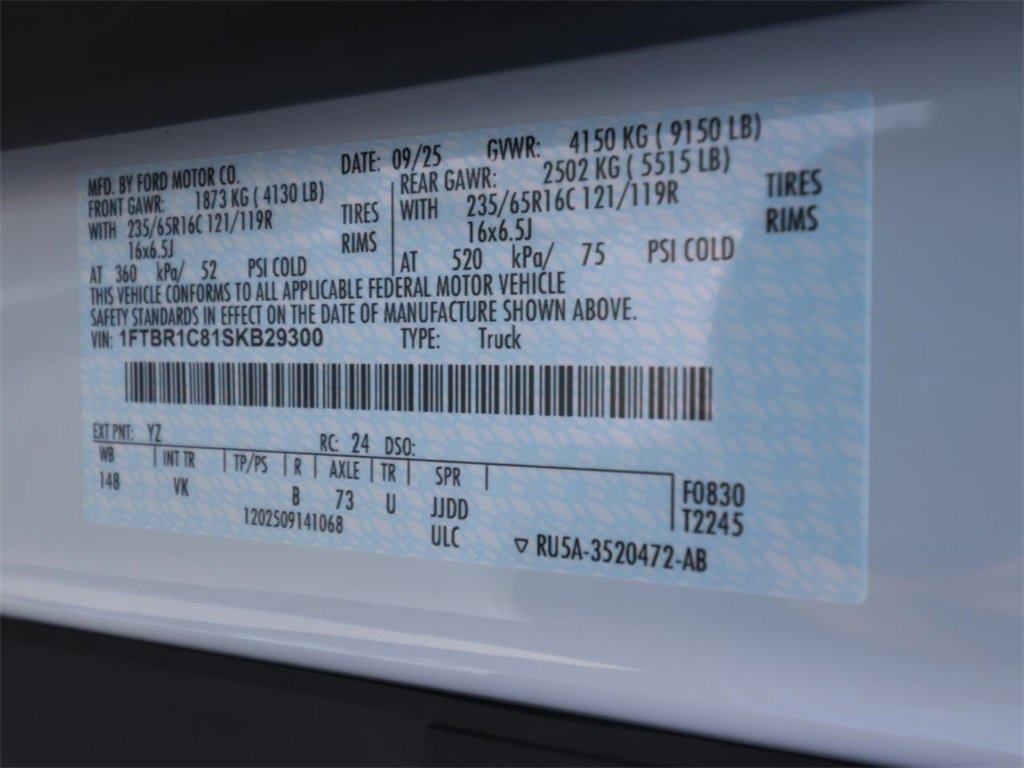 MFD. BY FORD MOTOR CO. DATE: 09/25 GVWR: 4150 KG ( 9150 LB)
FRONT GAWR: 1873 KG ( 4130 LB) REAR GAWR: 2502 KG ( 5515 LB)
WITH 235/65R16C 121/119R TIRES WITH 235/65R16C 121/119R TIRES
16x6.5J RIMS 16x6.5J RIMS
AT 360 kPa/ 52 PSI COLD AT 520 kPa/ 75 PSI COLD
THIS VEHICLE CONFORMS TO ALL APPLICABLE FEDERAL MOTOR VEHICLE
SAFETY STANDARDS IN EFFECT ON THE DATE OF MANUFACTURE SHOWN ABOVE.
VIN: 1FTBR1C81SKB29300 TYPE: Truck
EXT PNT: YZ RC: 24 DSO:
WB INT TR TP/PS R AXLE TR SPR
148 VK B 73 U JJDD F0830
1202509141068 ULC T2245
▽ RU5A-3520472-AB